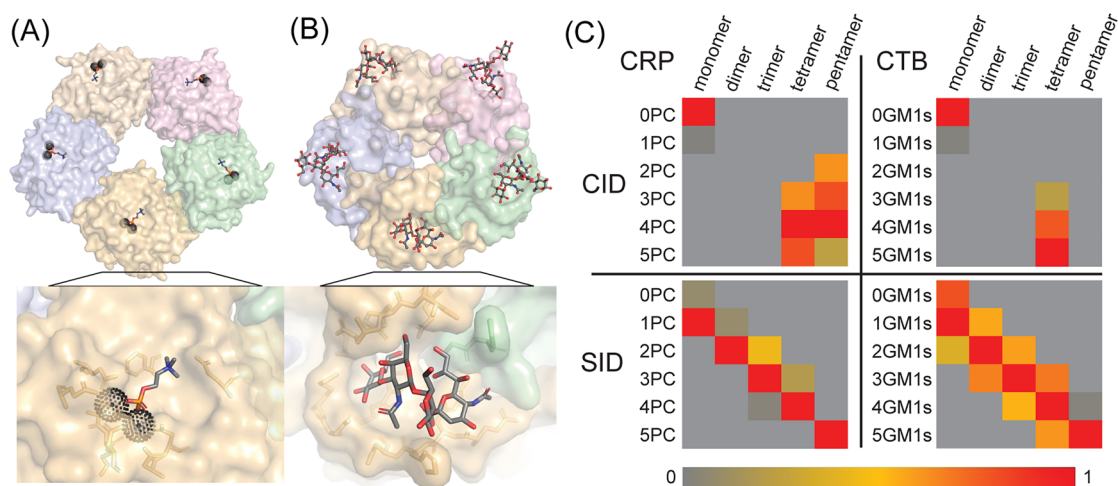 (A)
(B)
(C)
CRP
monomer
dimer
trimer
tetramer
pentamer
CTB
monomer
dimer
trimer
tetramer
pentamer
CID
0PC
1PC
2PC
3PC
4PC
5PC
0GM1s
1GM1s
2GM1s
3GM1s
4GM1s
5GM1s
SID
0PC
1PC
2PC
3PC
4PC
5PC
0GM1s
1GM1s
2GM1s
3GM1s
4GM1s
5GM1s
0
1